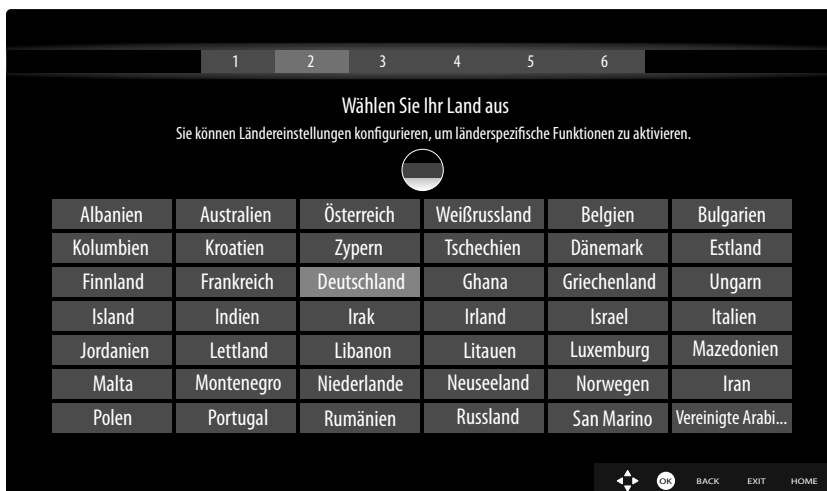 1 2 3 4 5 6
Wählen Sie Ihr Land aus
Sie können Ländereinstellungen konfigurieren, um länderspezifische Funktionen zu aktivieren.
Albanien Australien Österreich Weißrussland Belgien Bulgarien
Kolumbien Kroatien Zypern Tschechien Dänemark Estland
Finnland Frankreich Deutschland Ghana Griechenland Ungarn
Island Indien Irak Irland Israel Italien
Jordanien Lettland Libanon Litauen Luxemburg Mazedonien
Malta Montenegro Niederlande Neuseeland Norwegen Iran
Polen Portugal Rumänien Russland San Marino Vereinigte Arabi...
OK BACK EXIT HOME